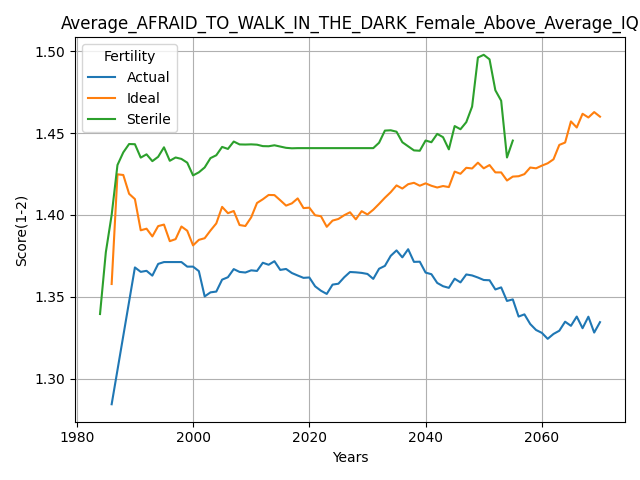 Average_AFRAID_TO_WALK_IN_THE_DARK_Female_Above_Average_IQ
Fertility
Actual
Ideal
Sterile
1.50
1.45
1.40
1.35
1.30
Score(1-2)
1980
2000
2020
2040
2060
Years